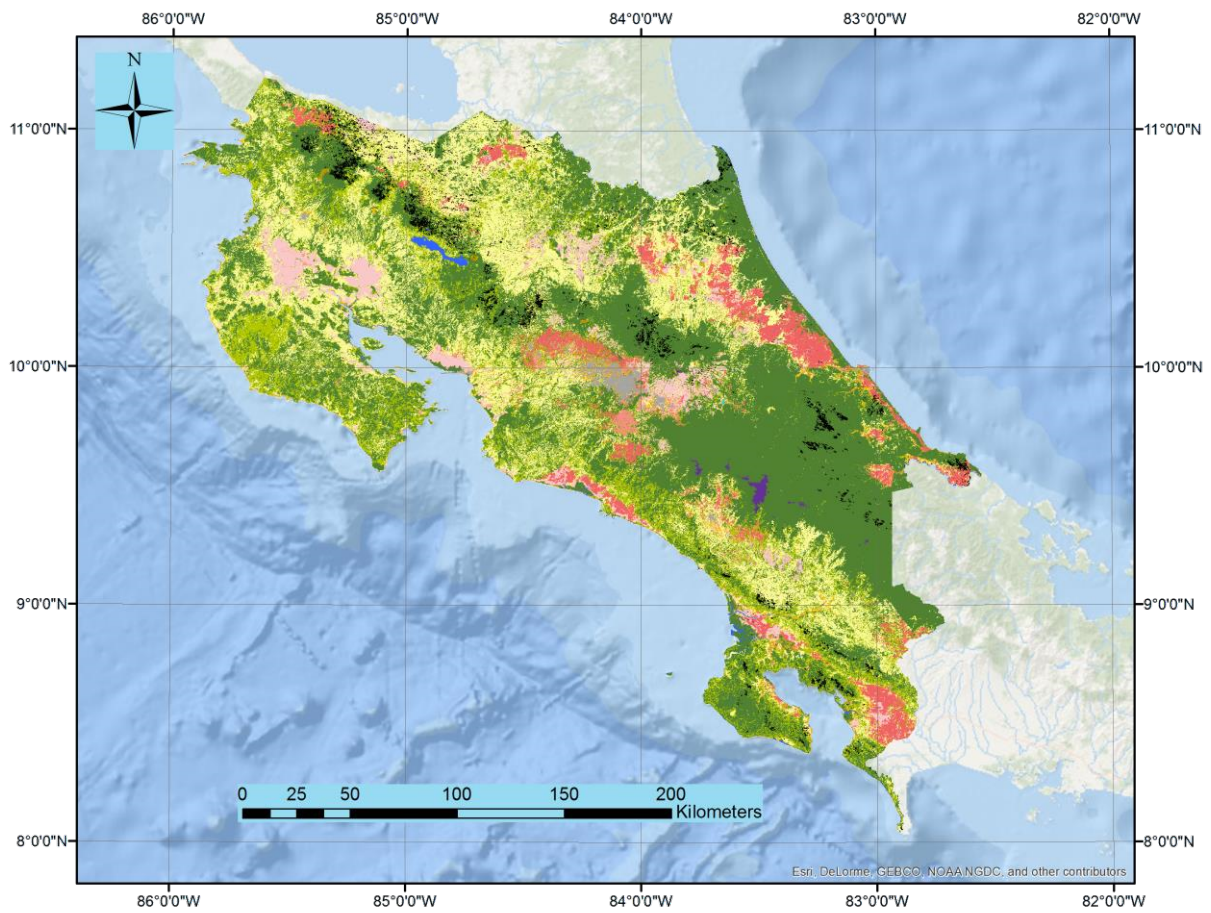 86°0'0"W 85°0'0"W 84°0'0"W 83°0'0"W 82°0'0"W
N
11°0'0"N 11°0'0"N
10°0'0"N 10°0'0"N
9°0'0"N 9°0'0"N
0 25 50 100 150 200
Kilometers
8°0'0"N 8°0'0"N
Esri, DeLorme, GEBCO, NOAA NGDC, and other contributors
86°0'0"W 85°0'0"W 84°0'0"W 83°0'0"W 82°0'0"W